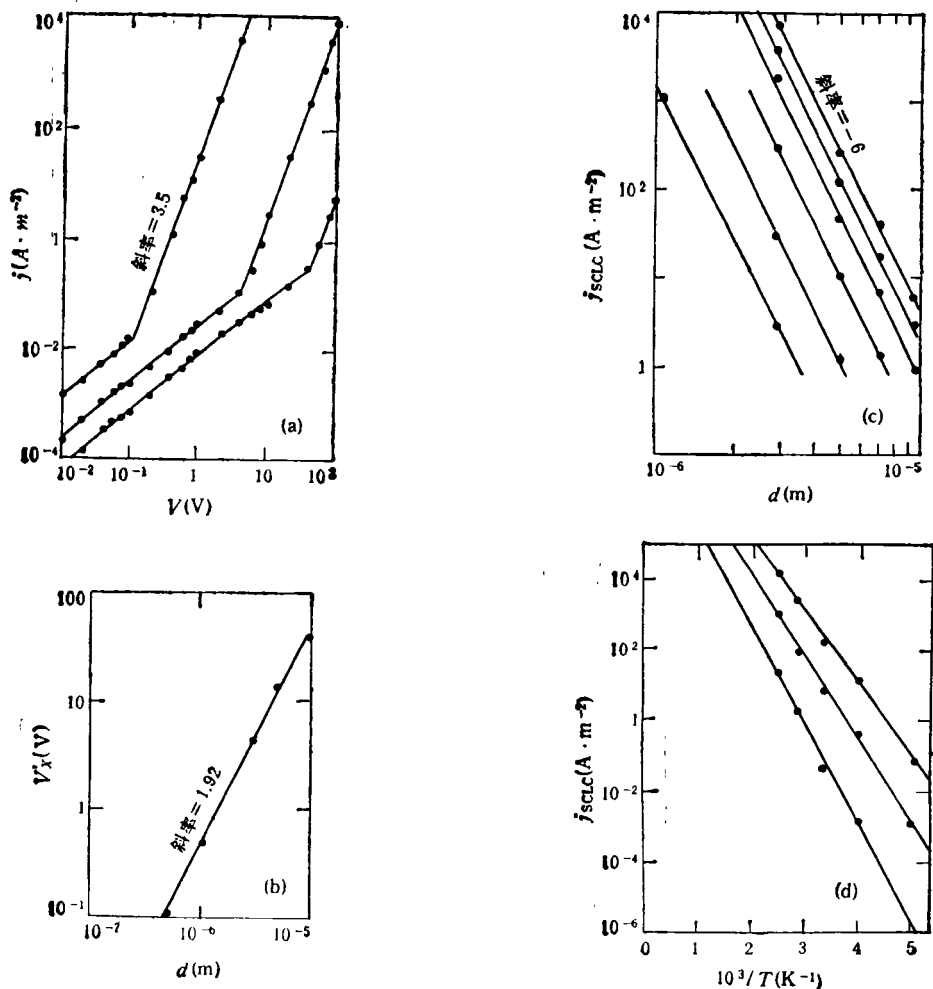 10⁴
10²
1
10⁻²
10⁻⁴
j(A·m⁻²)
斜率=3.5
(a)
10⁻² 10⁻¹ 1 10 10²
V(V)
10⁴
10²
1
jSCLC(A·m⁻²)
斜率=-6
(c)
10⁻⁶ 10⁻⁵
d(m)
100
10
1
10⁻¹
(V)
斜率=1.92
(b)
10⁻⁷ 10⁻⁶ 10⁻⁵
d(m)
10⁴
10²
1
10⁻²
10⁻⁴
10⁻⁶
jSCLC(A·m⁻²)
(d)
0 1 2 3 4 5
10³/T(K⁻¹)